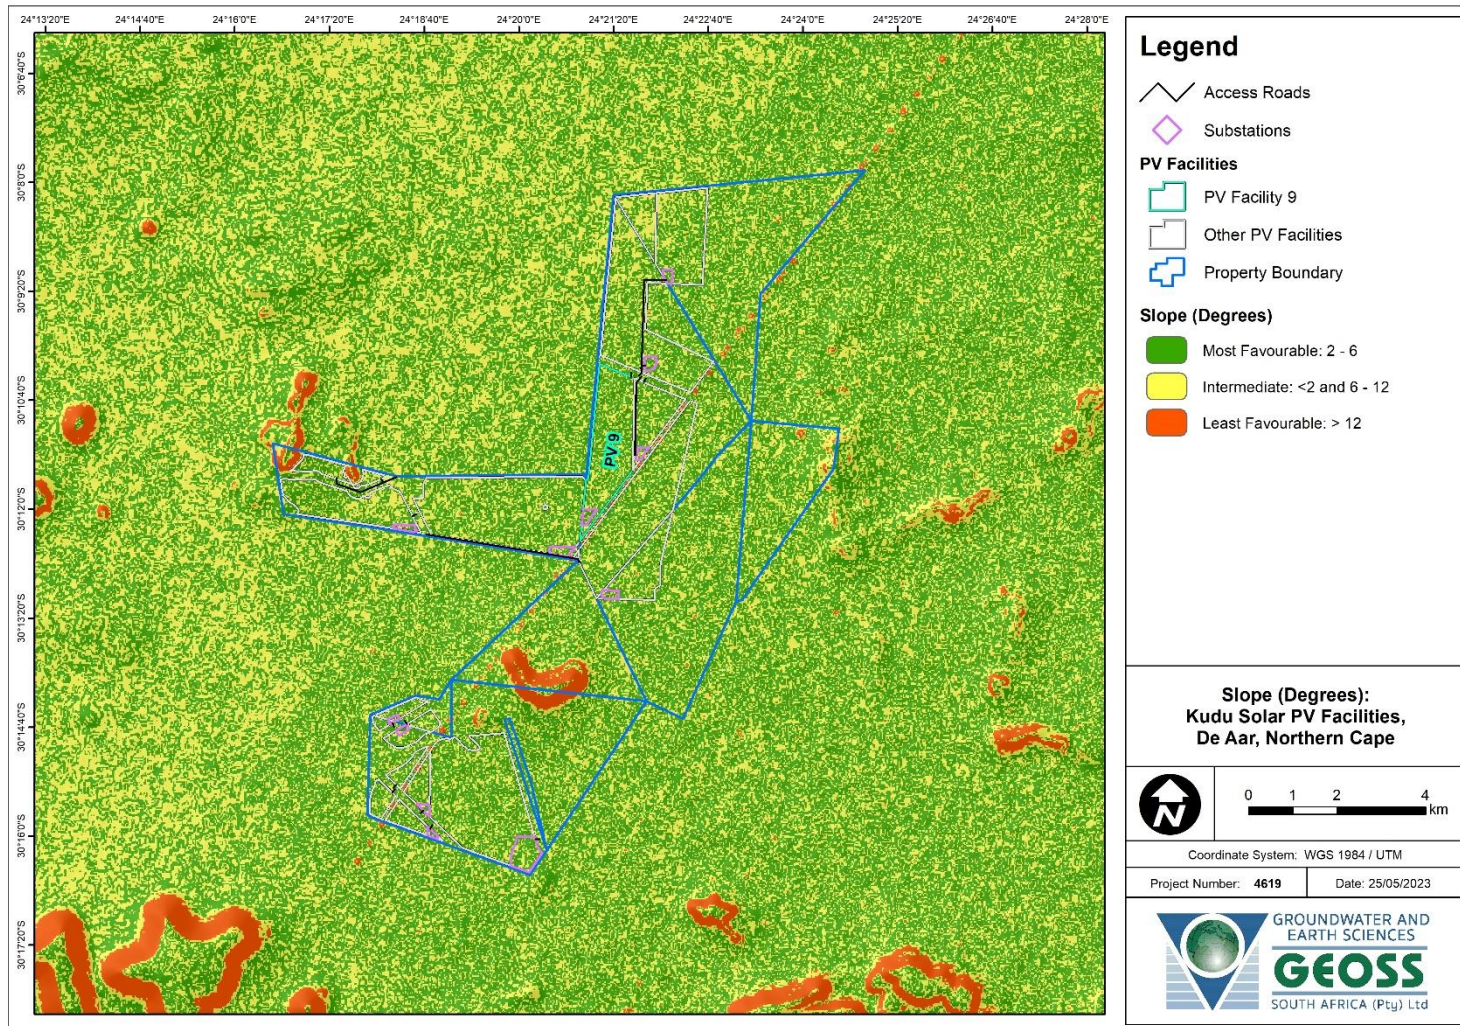 24°13'20"E
24°14'40"E
24°16'0"E
24°17'20"E
24°18'40"E
24°20'0"E
24°21'20"E
24°22'40"E
24°24'0"E
24°25'20"E
24°26'40"E
24°28'0"E
30°6'40"S
30°8'0"S
30°9'20"S
30°10'40"S
30°12'0"S
30°13'20"S
30°14'40"S
30°16'0"S
30°17'20"S
PV 9
Legend
Access Roads
Substations
PV Facilities
PV Facility 9
Other PV Facilities
Property Boundary
Slope (Degrees)
Most Favourable: 2 - 6
Intermediate: <2 and 6 - 12
Least Favourable: > 12
Slope (Degrees):
Kudu Solar PV Facilities,
De Aar, Northern Cape
N
0 1 2 4
km
Coordinate System: WGS 1984 / UTM
Project Number: 4619
Date: 25/05/2023
GROUNDWATER AND
EARTH SCIENCES
GEOSS
SOUTH AFRICA (Pty) Ltd